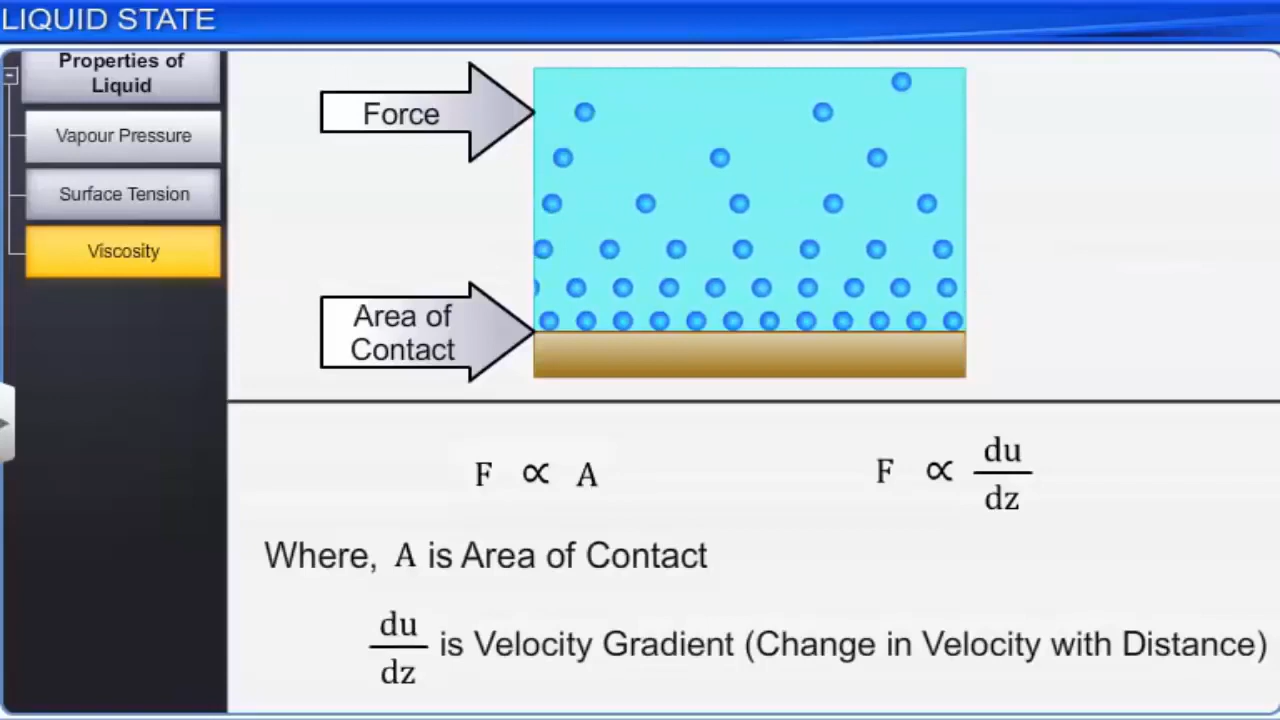 LIQUID STATE
Properties of
Liquid
Vapour Pressure
Surface Tension
Viscosity
Force
Area of
Contact
F ∝ A
F ∝ du/dz
Where, A is Area of Contact
du/dz is Velocity Gradient (Change in Velocity with Distance)